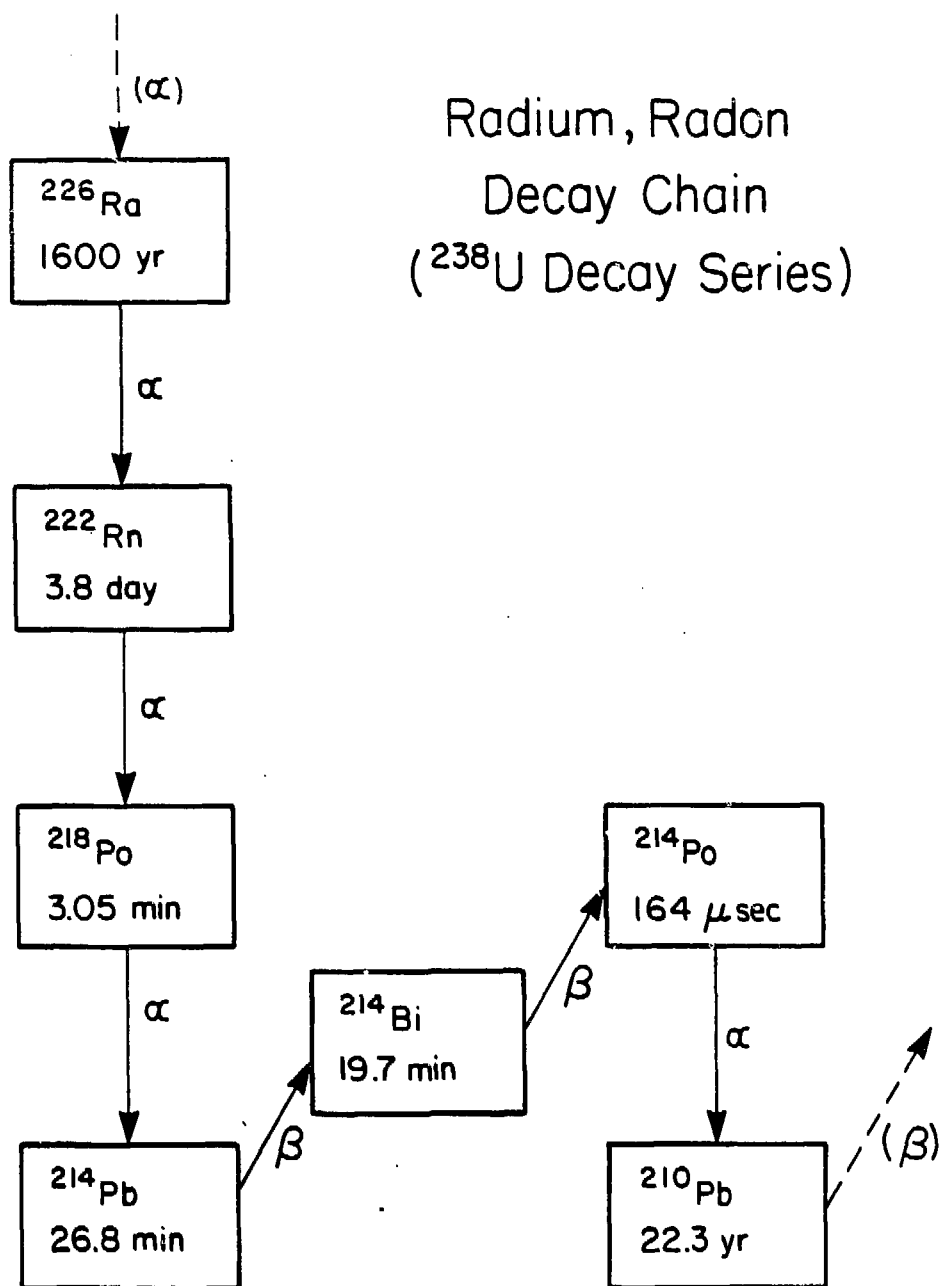 (α)
Radium, Radon
Decay Chain
(²³⁸U Decay Series)
²²⁶Ra
1600 yr
α
²²²Rn
3.8 day
α
²¹⁸Po
3.05 min
α
²¹⁴Pb
26.8 min
β
²¹⁴Bi
19.7 min
β
²¹⁴Po
164 μsec
α
²¹⁰Pb
22.3 yr
(β)